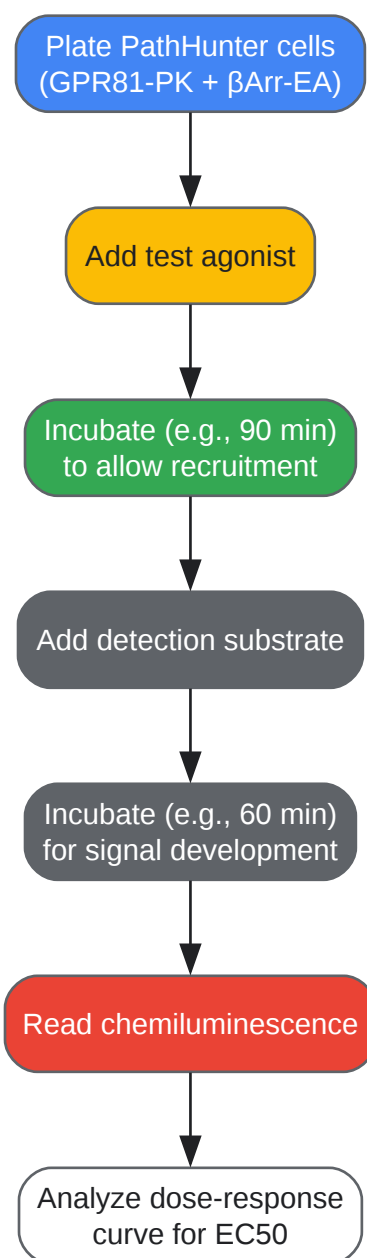 Plate PathHunter cells
(GPR81-PK + βArr-EA)
Add test agonist
Incubate (e.g., 90 min)
to allow recruitment
Add detection substrate
Incubate (e.g., 60 min)
for signal development
Read chemiluminescence
Analyze dose-response
curve for EC50